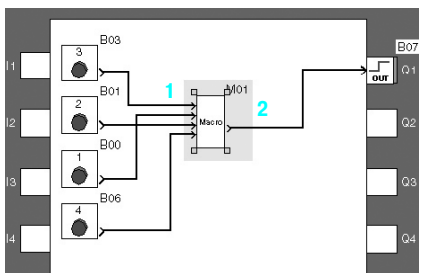 B03
3
I1
B07
Q1
OUT
1
M01
B01
2
2
Macro
I2
Q2
B00
1
I3
Q3
B06
4
I4
Q4